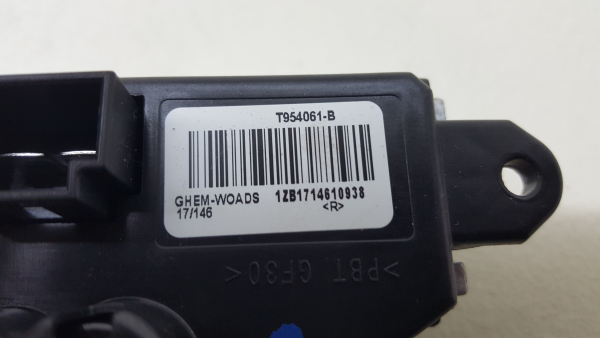 T954061-B
GHEM-WOADS 1ZB1714610938
17/146 <R>
>PBT GF30<